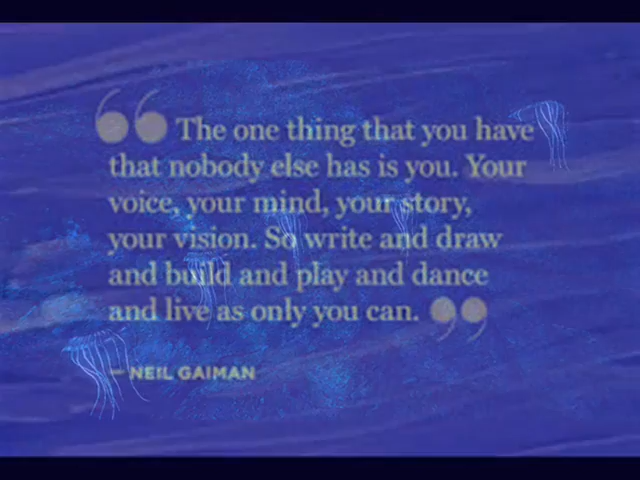 “ The one thing that you have
that nobody else has is you. Your
voice, your mind, your story,
your vision. So write and draw
and build and play and dance
and live as only you can. ”
— NEIL GAIMAN